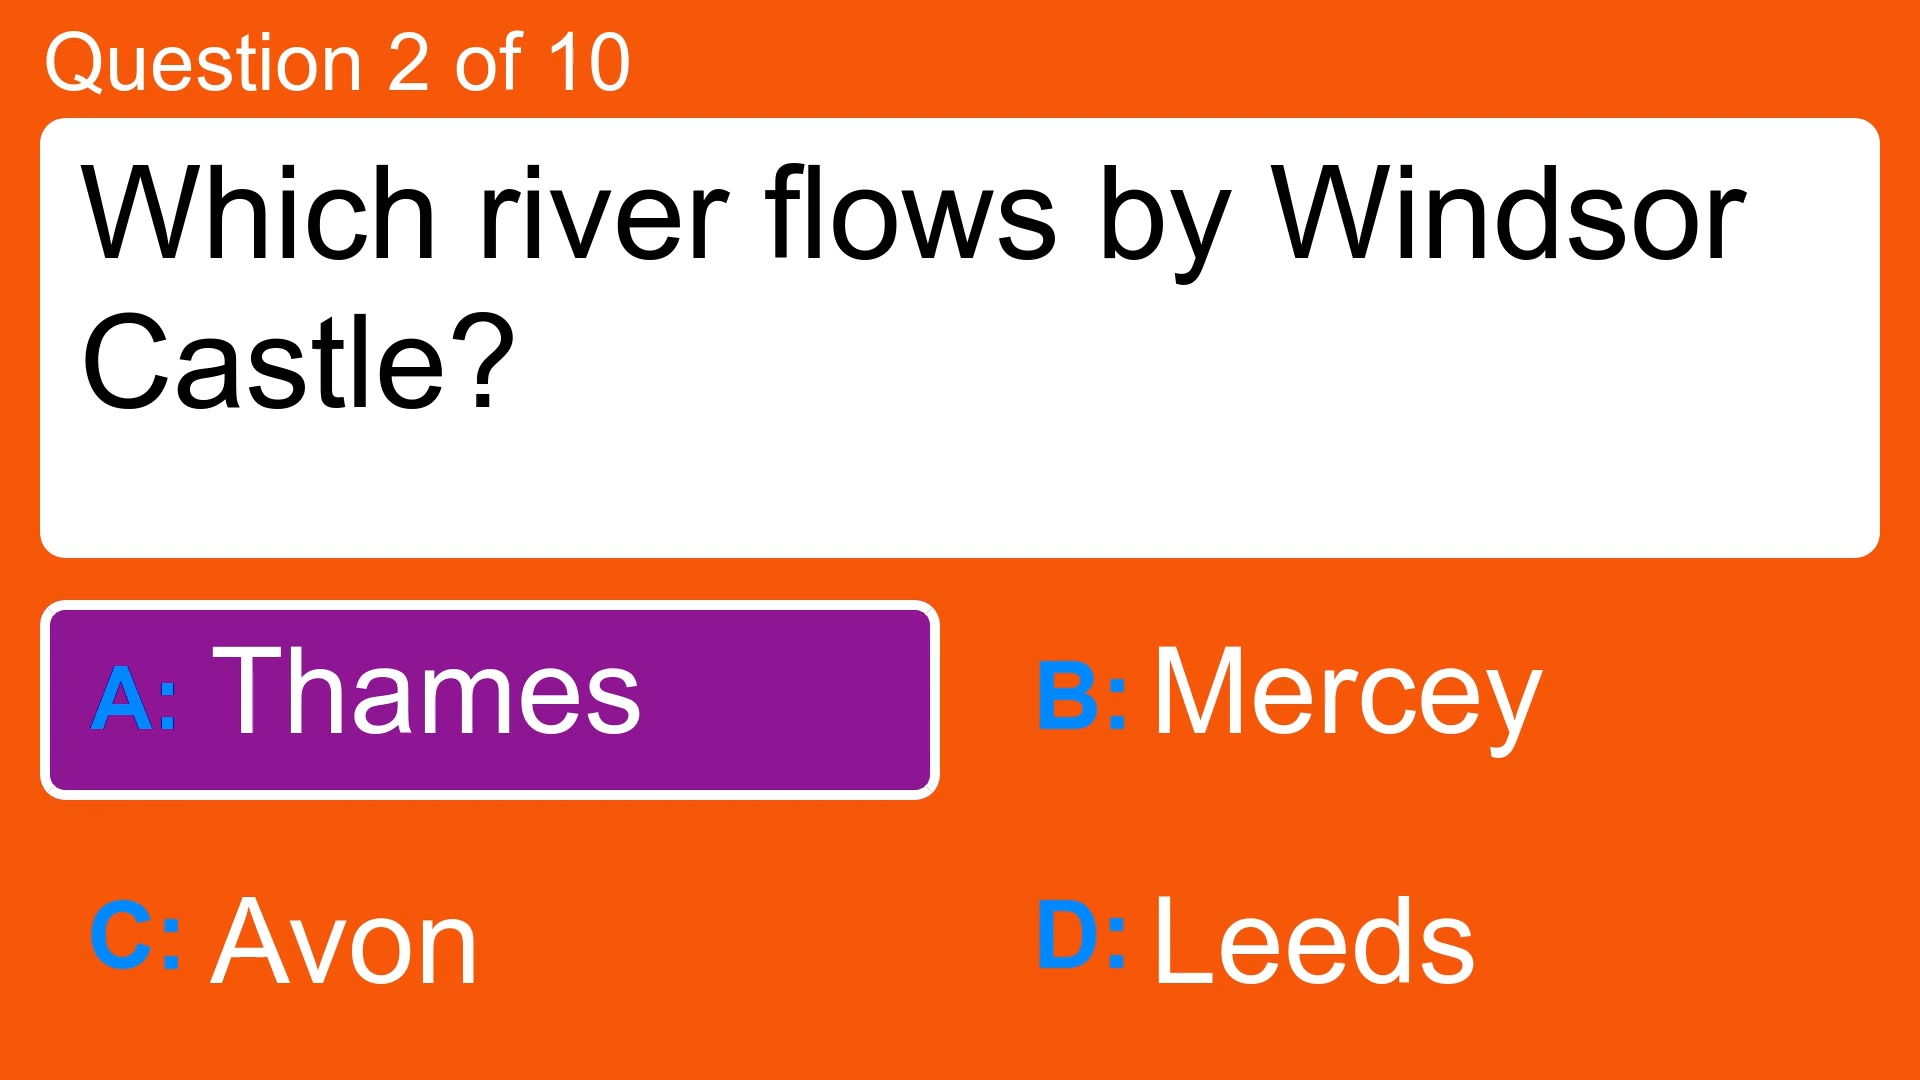 Question 2 of 10
Which river flows by Windsor
Castle?
A: Thames
B: Mercey
C: Avon
D: Leeds